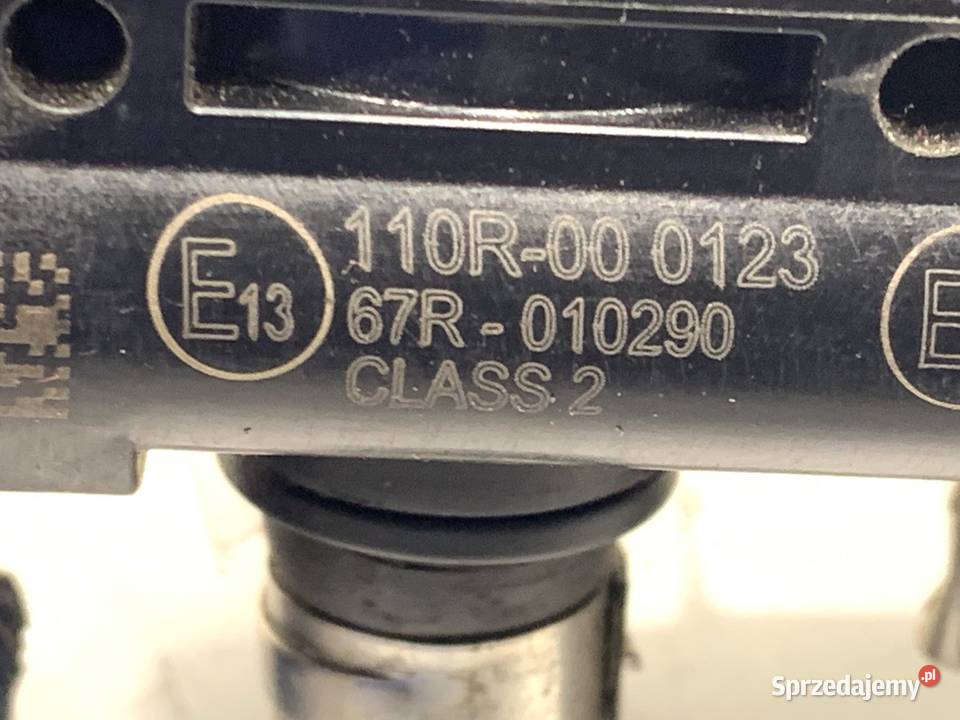 E13
110R-00 0123
67R - 010290
CLASS 2
E
Sprzedajemy.pl